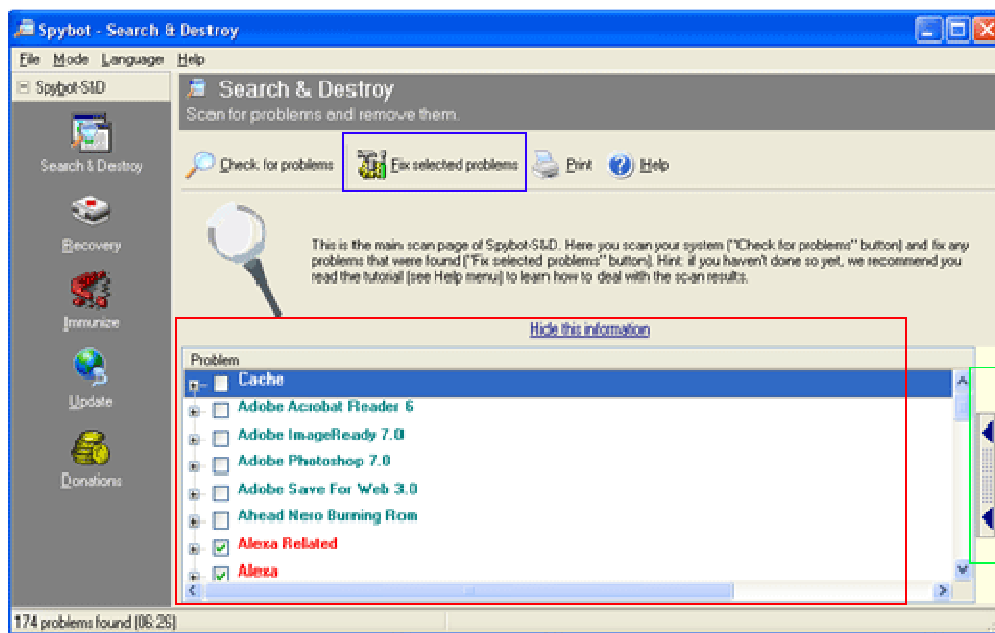 Spybot - Search & Destroy
File Mode Language Help
Spybot-S&D
Search & Destroy
Scan for problems and remove them.
Search & Destroy
Recovery
Immunize
Update
Donations
Check for problems
Fix selected problems
Print
Help
This is the main scan page of Spybot-S&D. Here you scan your system ("Check for problems" button) and fix any
problems that were found ("Fix selected problems" button). Hint: if you haven't done so yet, we recommend you
read the tutorial (see Help menu) to learn how to deal with the scan results.
Hide this information
Problem
Cache
Adobe Acrobat Reader 6
Adobe ImageReady 7.0
Adobe Photoshop 7.0
Adobe Save For Web 3.0
Ahead Nero Burning Rom
Alexa Related
Alexa
174 problems found (06:26)